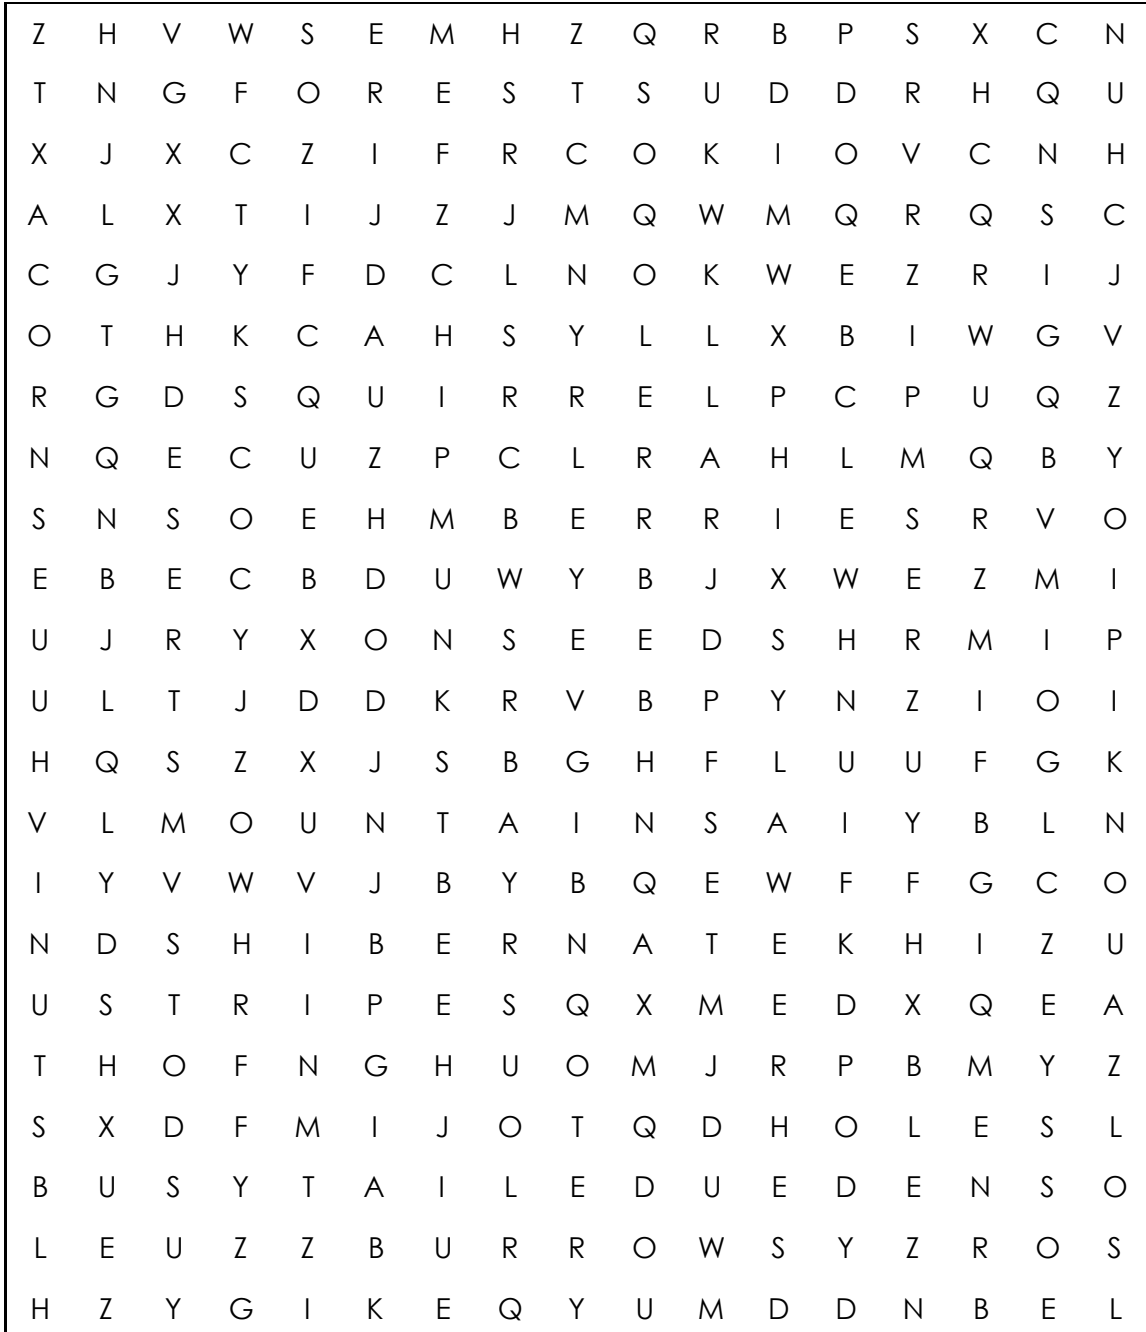 Z H V W S E M H Z Q R B P S X C N
T N G F O R E S T S U D D R H Q U
X J X C Z I F R C O K I O V C N H
A L X T I J Z J M Q W M Q R Q S C
C G J Y F D C L N O K W E Z R I J
O T H K C A H S Y L L X B I W G V
R G D S Q U I R R E L P C P U Q Z
N Q E C U Z P C L R A H L M Q B Y
S N S O E H M B E R R I E S R V O
E B E C B D U W Y B J X W E Z M I
U J R Y X O N S E E D S H R M I P
U L T J D D K R V B P Y N Z I O I
H Q S Z X J S B G H F L U U F G K
V L M O U N T A I N S A I Y B L N
I Y V W V J B Y B Q E W F F G C O
N D S H I B E R N A T E K H I Z U
U S T R I P E S Q X M E D X Q E A
T H O F N G H U O M J R P B M Y Z
S X D F M I J O T Q D H O L E S L
B U S Y T A I L E D U E D E N S O
L E U Z Z B U R R O W S Y Z R O S
H Z Y G I K E Q Y U M D D N B E L